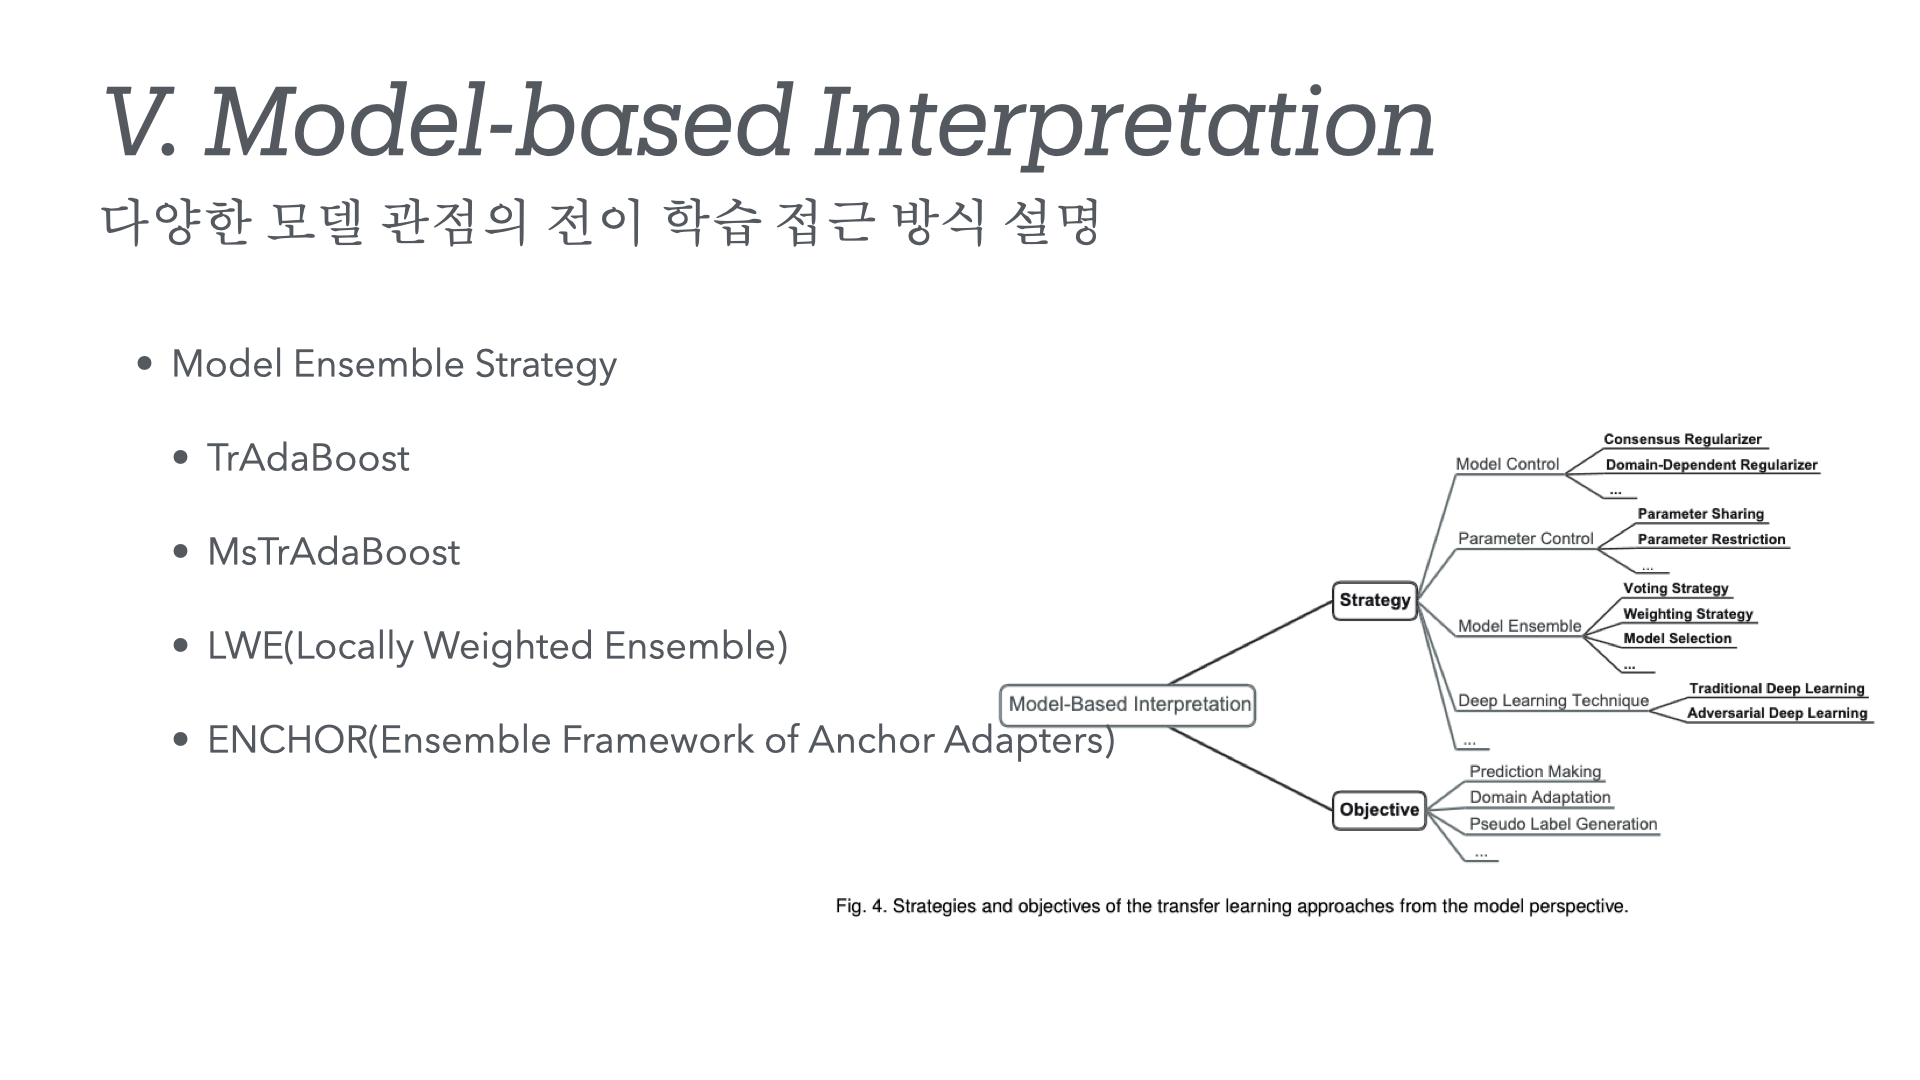 V. Model-based Interpretation
다양한 모델 관점의 전이 학습 접근 방식 설명
• Model Ensemble Strategy
• TrAdaBoost
• MsTrAdaBoost
• LWE(Locally Weighted Ensemble)
• ENCHOR(Ensemble Framework of Anchor Adapters)
Model-Based Interpretation
Strategy
Model Control
Consensus Regularizer
Domain-Dependent Regularizer
...
Parameter Control
Parameter Sharing
Parameter Restriction
...
Model Ensemble
Voting Strategy
Weighting Strategy
Model Selection
...
Deep Learning Technique
Traditional Deep Learning
Adversarial Deep Learning
...
Objective
Prediction Making
Domain Adaptation
Pseudo Label Generation
...
Fig. 4. Strategies and objectives of the transfer learning approaches from the model perspective.